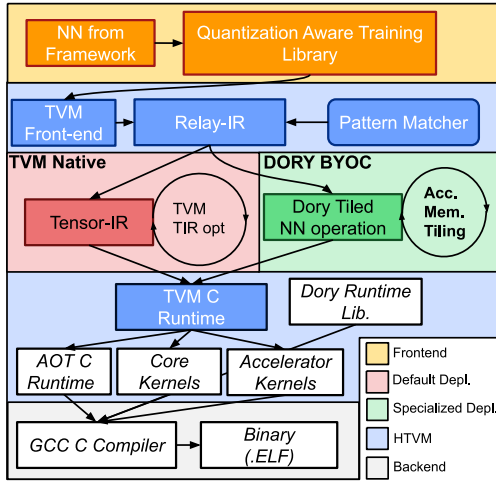 NN from
Framework
Quantization Aware Training
Library
TVM
Front-end
Relay-IR
Pattern Matcher
TVM Native
DORY BYOC
Tensor-IR
TVM
TIR opt
Dory Tiled
NN operation
Acc.
Mem.
Tiling
TVM C
Runtime
Dory Runtime
Lib.
AOT C
Runtime
Core
Kernels
Accelerator
Kernels
GCC C Compiler
Binary
(.ELF)
Frontend
Default Depl.
Specialized Depl.
HTVM
Backend